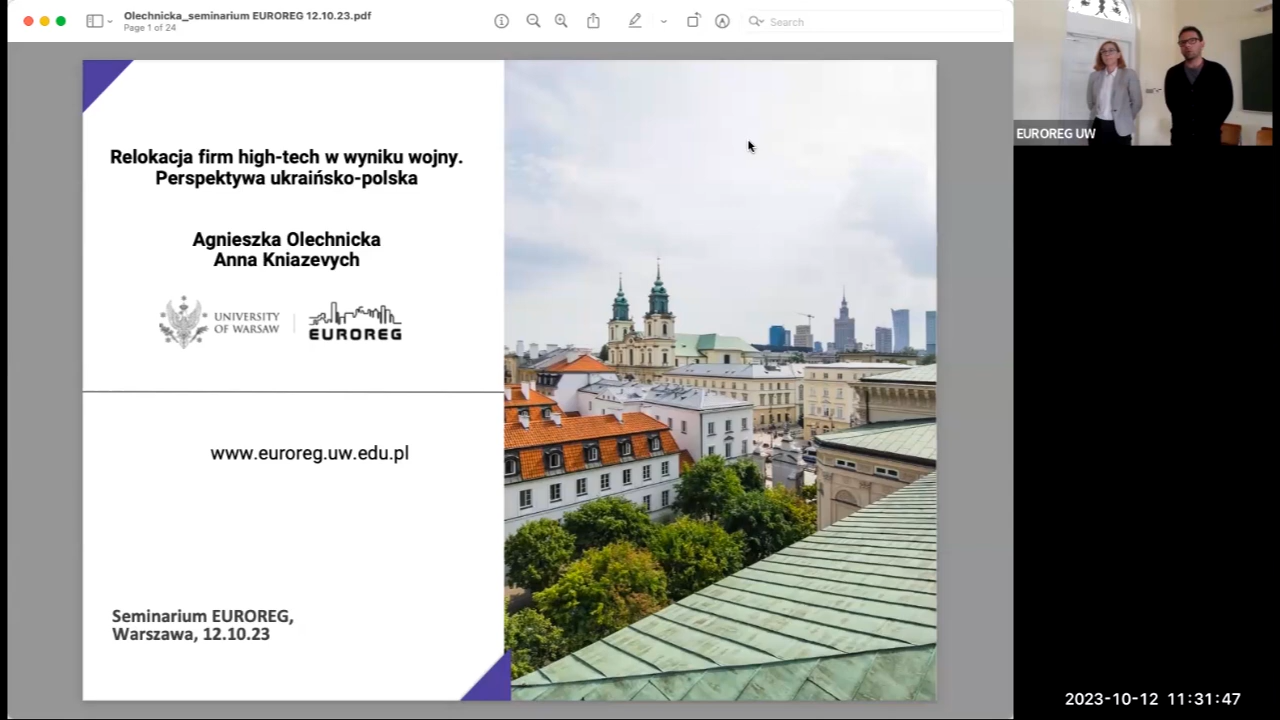 Olechnicka_seminarium EUROREG 12.10.23.pdf
Page 1 of 24
Search
Relokacja firm high-tech w wyniku wojny.
Perspektywa ukraińsko-polska
Agnieszka Olechnicka
Anna Kniazevych
UNIVERSITY
OF WARSAW
EUROREG
www.euroreg.uw.edu.pl
Seminarium EUROREG,
Warszawa, 12.10.23
EUROREG UW
2023-10-12 11:31:47